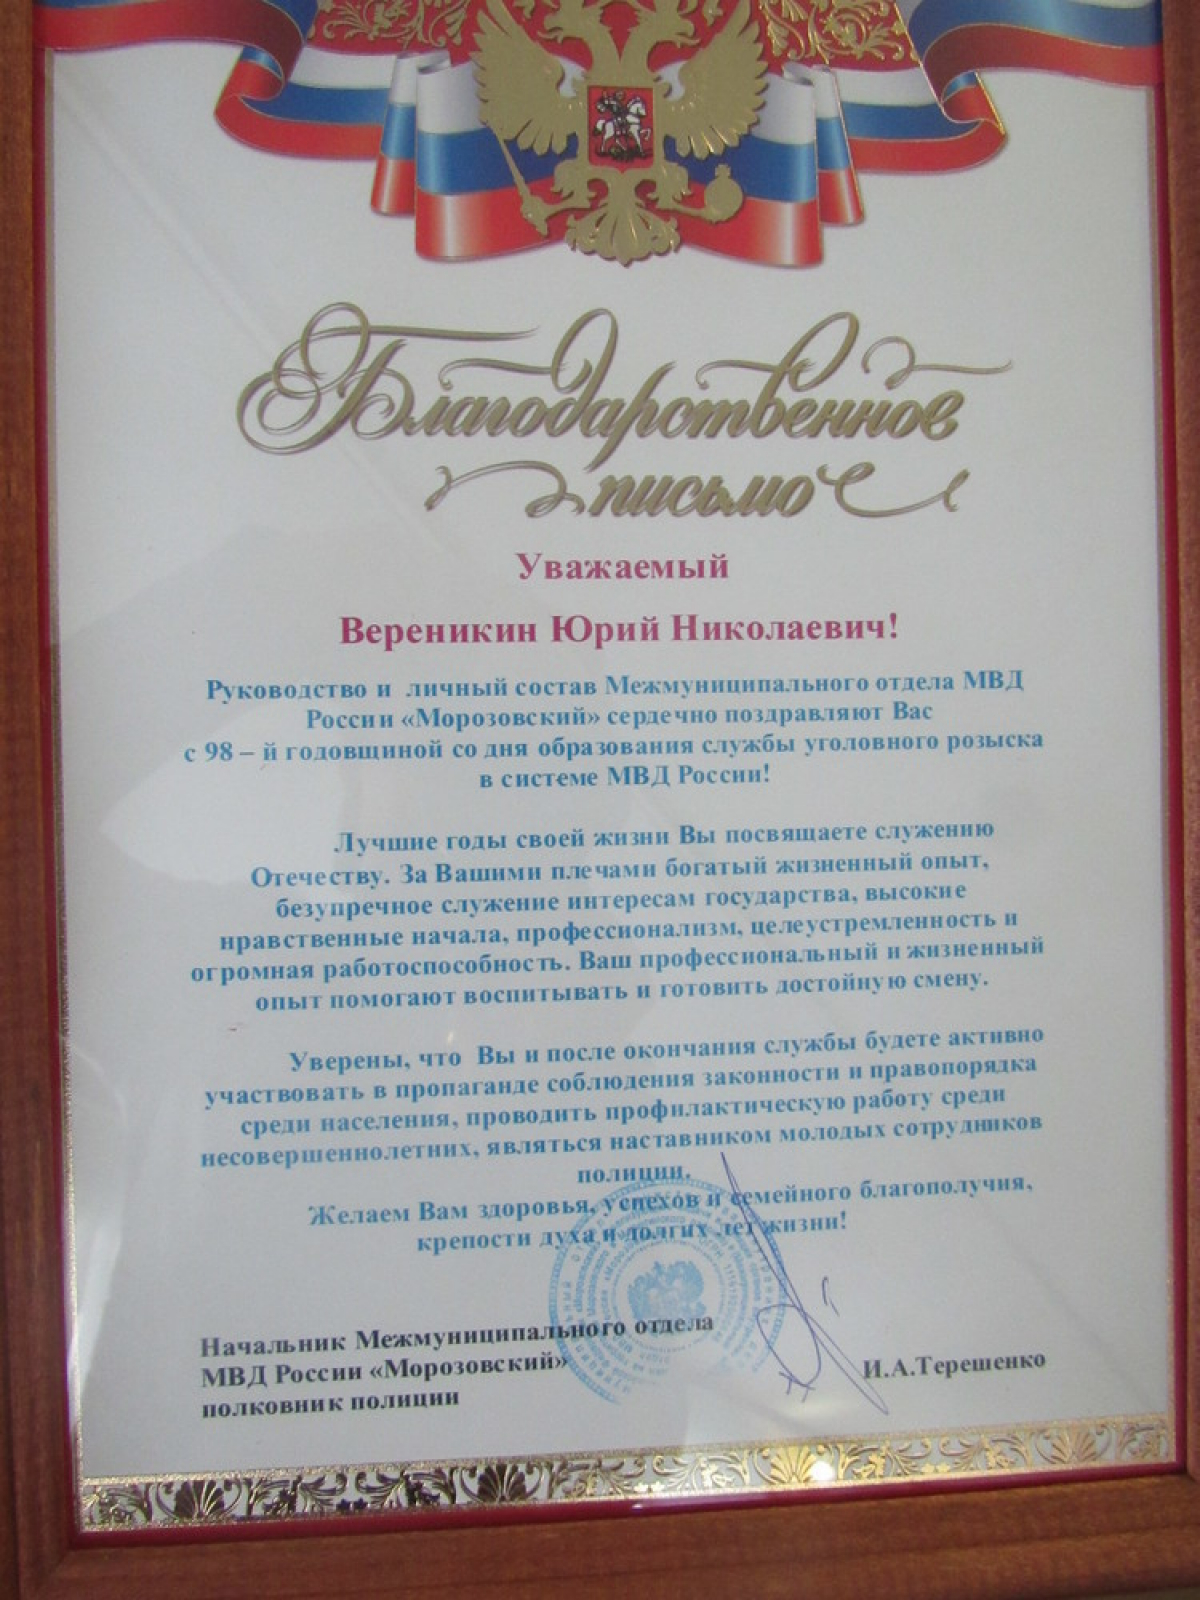 Благодарственное
письмо
Уважаемый
Вереникин Юрий Николаевич!
Руководство и личный состав Межмуниципального отдела МВД
России «Морозовский» сердечно поздравляют Вас
с 98 – й годовщиной со дня образования службы уголовного розыска
в системе МВД России!
Лучшие годы своей жизни Вы посвящаете служению
Отечеству. За Вашими плечами богатый жизненный опыт,
безупречное служение интересам государства, высокие
нравственные начала, профессионализм, целеустремленность и
огромная работоспособность. Ваш профессиональный и жизненный
опыт помогают воспитывать и готовить достойную смену.
Уверены, что Вы и после окончания службы будете активно
участвовать в пропаганде соблюдения законности и правопорядка
среди населения, проводить профилактическую работу среди
несовершеннолетних, являться наставником молодых сотрудников
полиции.
Желаем Вам здоровья, успехов и семейного благополучия,
крепости духа и долгих лет жизни!
Начальник Межмуниципального отдела
МВД России «Морозовский»
полковник полиции
И.А.Терешенко